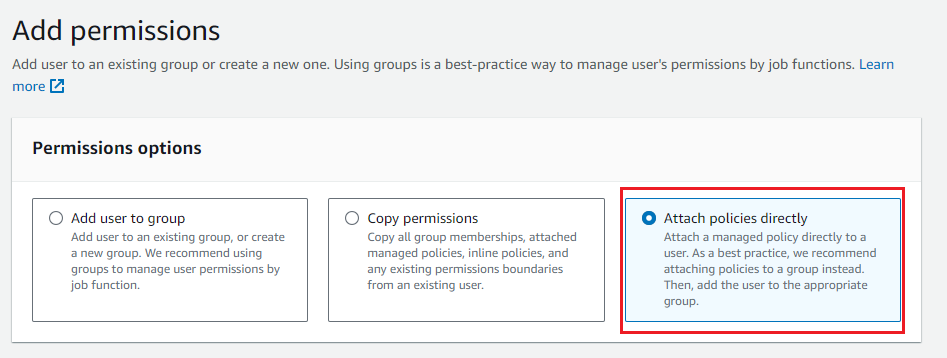 Add permissions
Add user to an existing group or create a new one. Using groups is a best-practice way to manage user's permissions by job functions. Learn
more
Permissions options
Add user to group
Add user to an existing group, or create
a new group. We recommend using
groups to manage user permissions by
job function.
Copy permissions
Copy all group memberships, attached
managed policies, inline policies, and
any existing permissions boundaries
from an existing user.
Attach policies directly
Attach a managed policy directly to a
user. As a best practice, we recommend
attaching policies to a group instead.
Then, add the user to the appropriate
group.